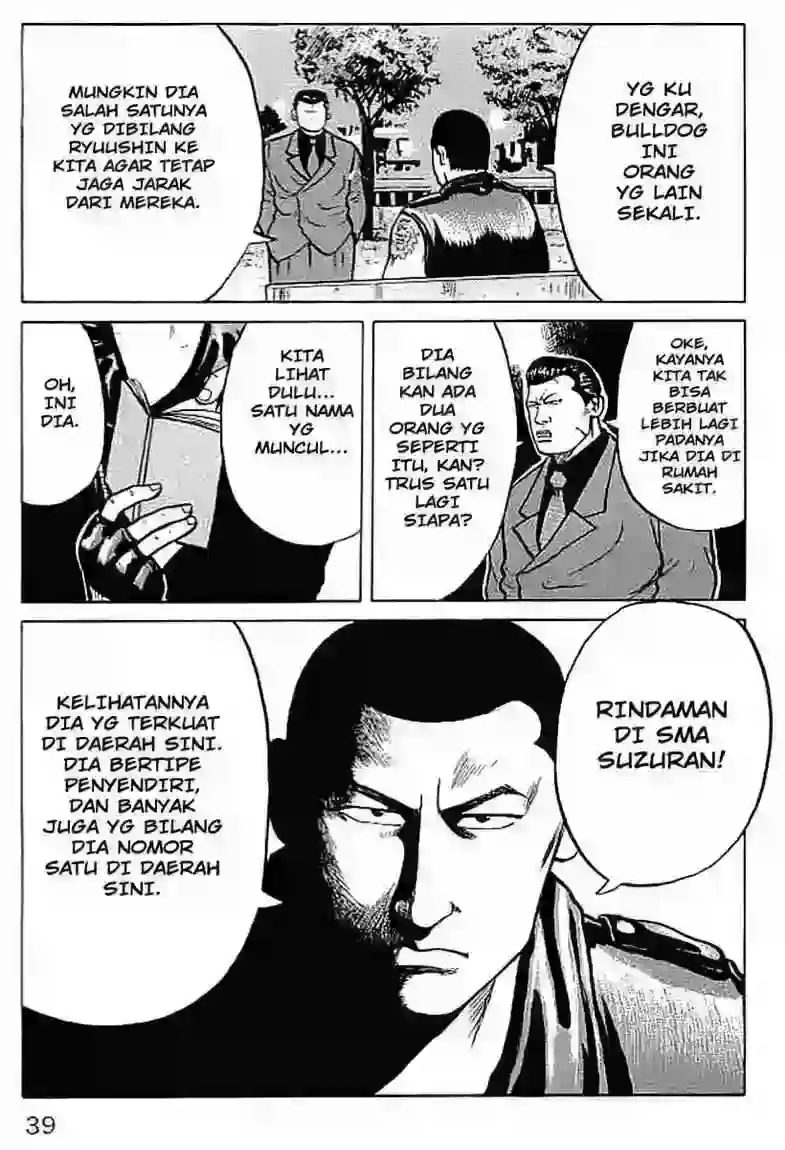 YG KU
DENGAR,
BULLDOG
INI
ORANG
YG LAIN
SEKALI.
MUNGKIN DIA
SALAH SATUNYA
YG DIBILANG
RYUUSHIN KE
KITA AGAR TETAP
JAGA JARAK
DARI MEREKA.
OKE,
KAYANYA
KITA TAK
BISA
BERBUAT
LEBIH LAGI
PADANYA
JIKA DIA DI
RUMAH
SAKIT.
DIA
BILANG
KAN ADA
DUA
ORANG YG
SEPERTI
ITU, KAN?
TRUS SATU
LAGI
SIAPA?
KITA
LIHAT
DULU...
SATU NAMA
YG
MUNCUL...
OH,
INI
DIA.
RINDAMAN
DI SMA
SUZURAN!
KELIHATANNYA
DIA YG TERKUAT
DI DAERAH SINI.
DIA BERTIPE
PENYENDIRI,
DAN BANYAK
JUGA YG BILANG
DIA NOMOR
SATU DI DAERAH
SINI.
39